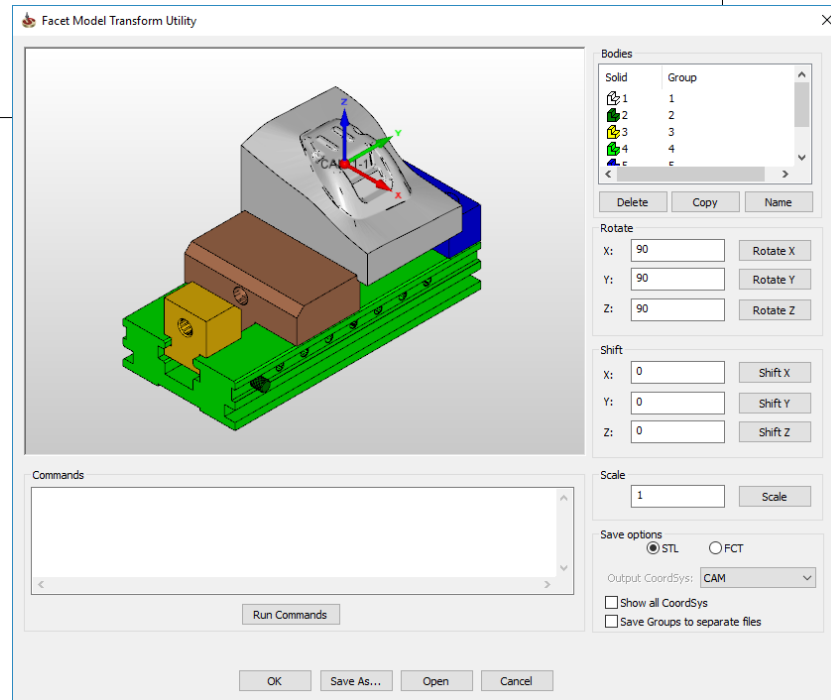 Facet Model Transform Utility
Z
Y
X
Bodies
Solid Group
1 1
2 2
3 3
4 4
5 5
Delete Copy Name
Rotate
X: 90 Rotate X
Y: 90 Rotate Y
Z: 90 Rotate Z
Shift
X: 0 Shift X
Y: 0 Shift Y
Z: 0 Shift Z
Commands
Run Commands
Scale
1 Scale
Save options
STL FCT
Output CoordSys: CAM
Show all CoordSys
Save Groups to separate files
OK Save As... Open Cancel